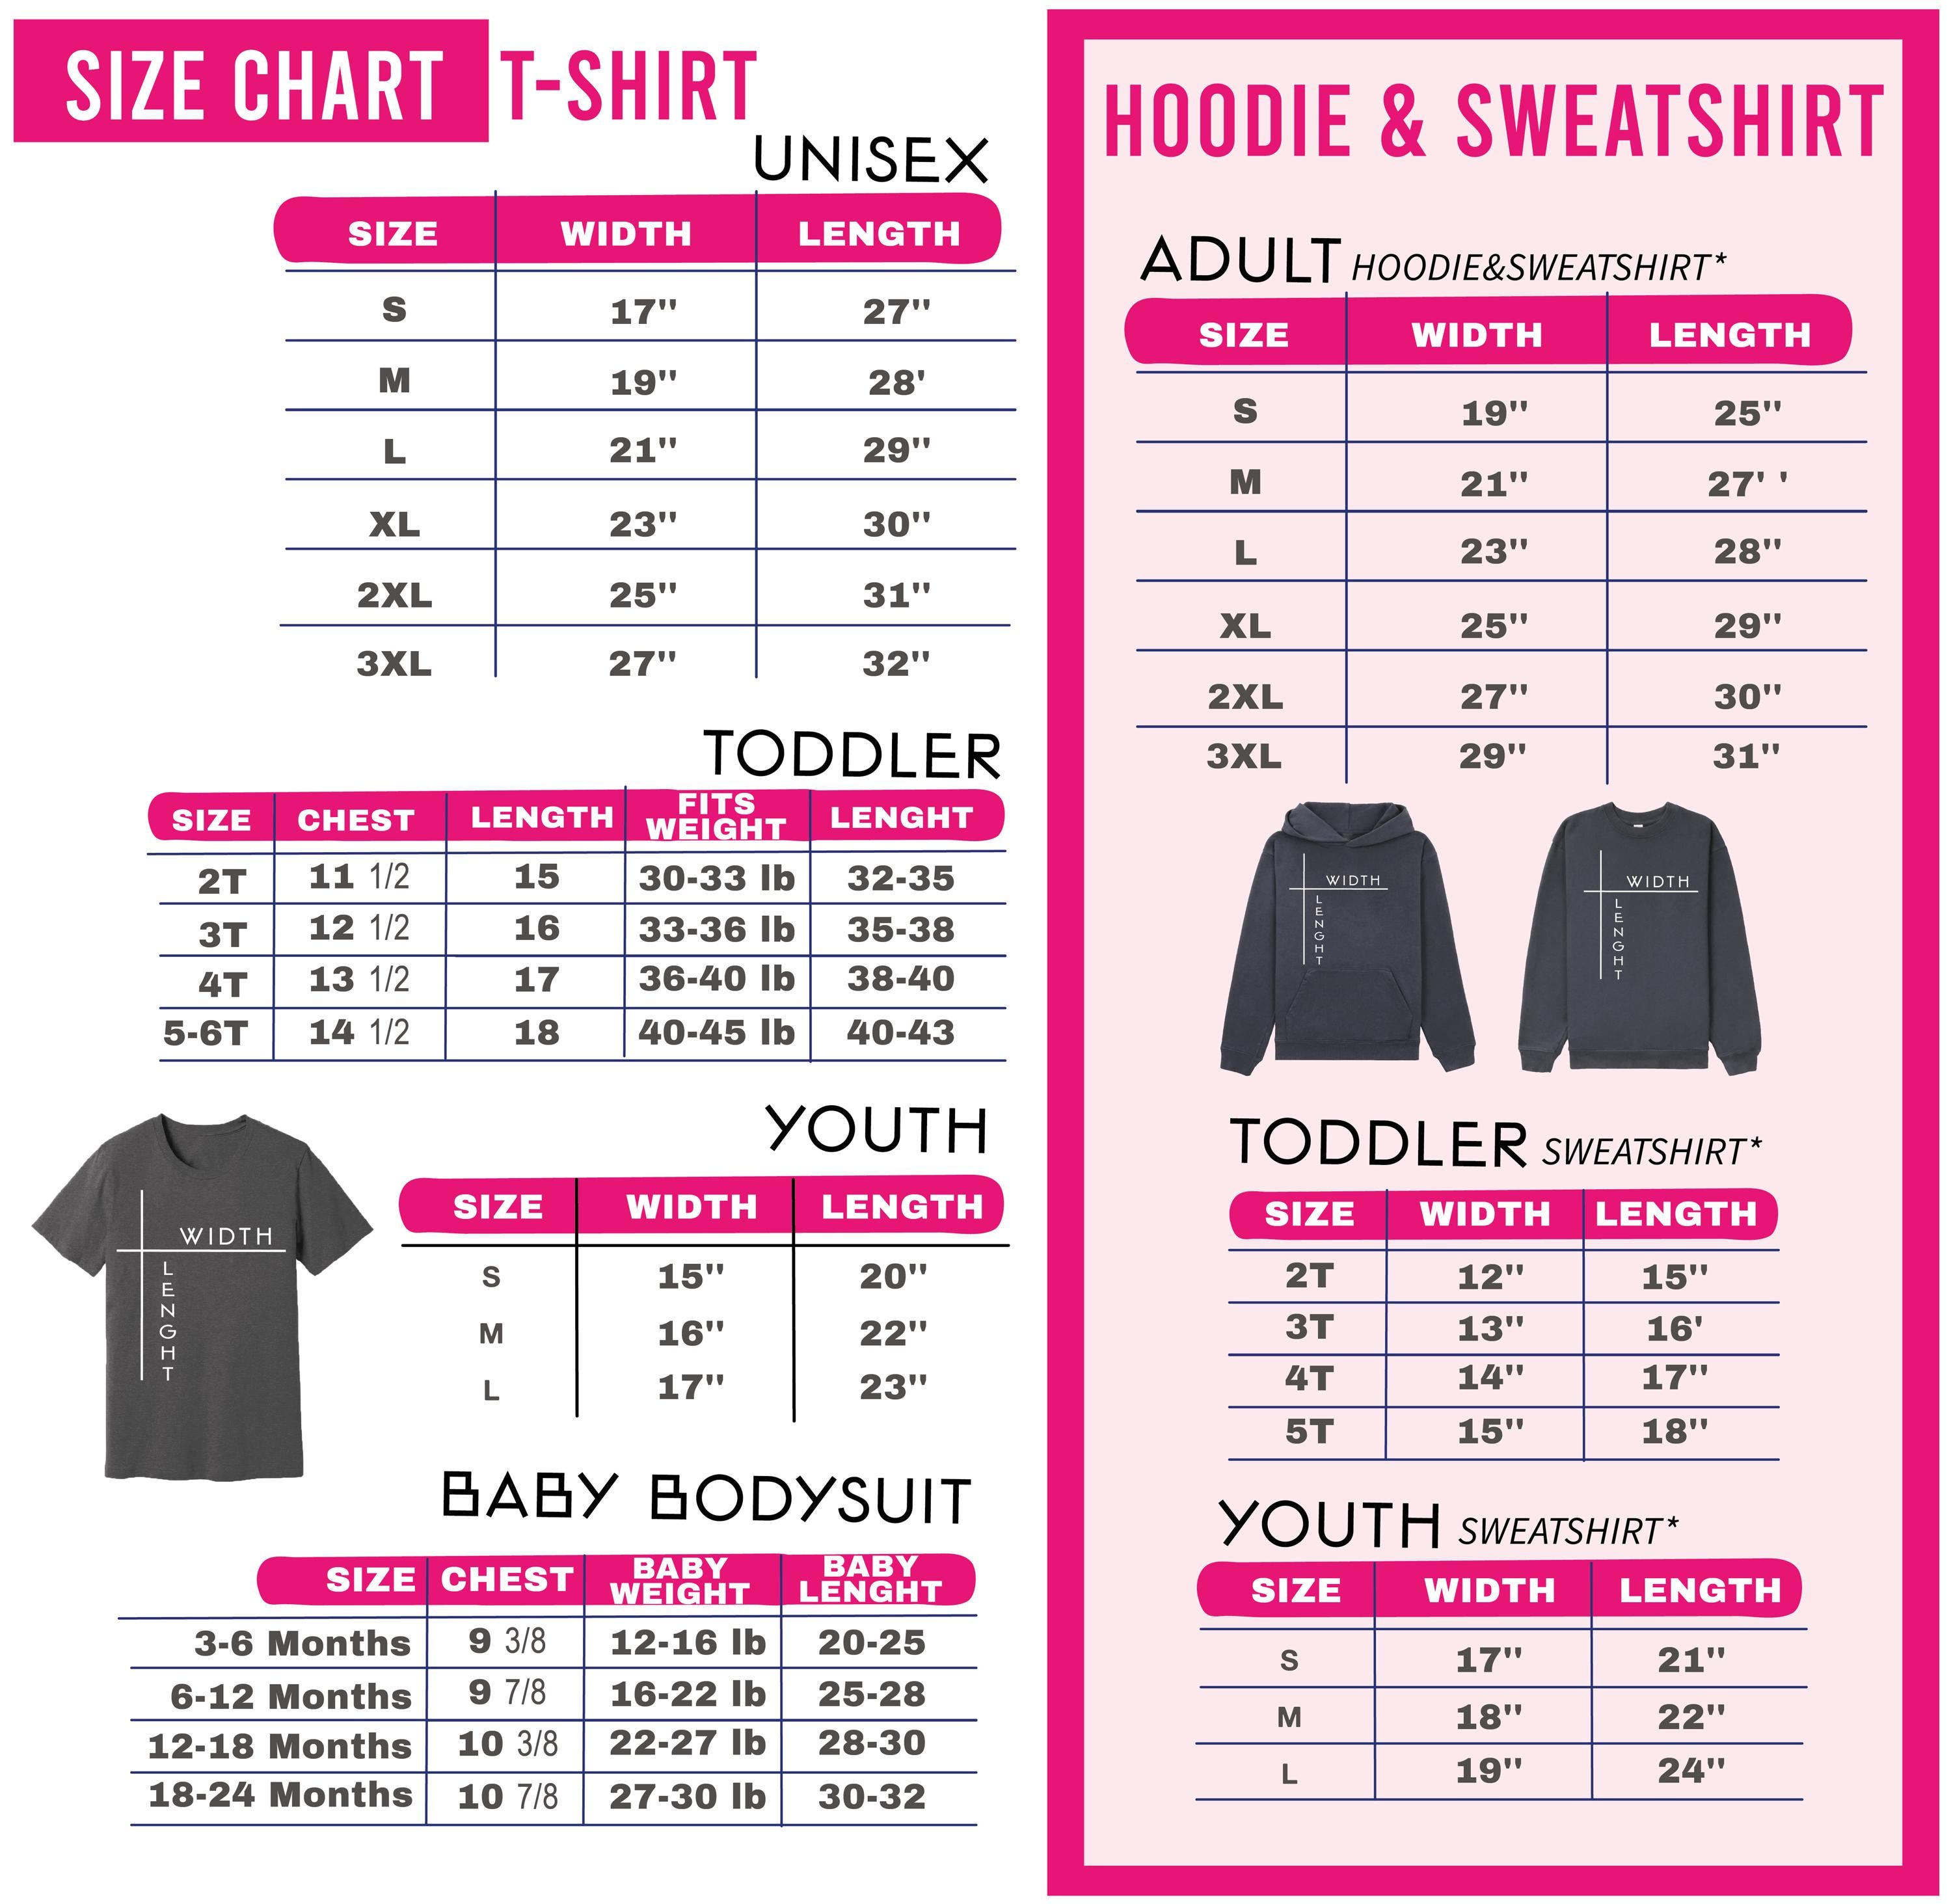 SIZE CHART T-SHIRT
UNISEX
SIZE WIDTH LENGTH
S 17'' 27''
M 19'' 28'
L 21'' 29''
XL 23'' 30''
2XL 25'' 31''
3XL 27'' 32''
TODDLER
SIZE CHEST LENGTH FITS WEIGHT LENGHT
2T 11 1/2 15 30-33 lb 32-35
3T 12 1/2 16 33-36 lb 35-38
4T 13 1/2 17 36-40 lb 38-40
5-6T 14 1/2 18 40-45 lb 40-43
WIDTH
LENGHT
YOUTH
SIZE WIDTH LENGTH
S 15'' 20''
M 16'' 22''
L 17'' 23''
BABY BODYSUIT
SIZE CHEST BABY WEIGHT BABY LENGHT
3-6 Months 9 3/8 12-16 lb 20-25
6-12 Months 9 7/8 16-22 lb 25-28
12-18 Months 10 3/8 22-27 lb 28-30
18-24 Months 10 7/8 27-30 lb 30-32
HOODIE & SWEATSHIRT
ADULT HOODIE&SWEATSHIRT*
SIZE WIDTH LENGTH
S 19'' 25''
M 21'' 27' '
L 23'' 28''
XL 25'' 29''
2XL 27'' 30''
3XL 29'' 31''
WIDTH
LENGHT
WIDTH
LENGHT
TODDLER SWEATSHIRT*
SIZE WIDTH LENGTH
2T 12'' 15''
3T 13'' 16'
4T 14'' 17''
5T 15'' 18''
YOUTH SWEATSHIRT*
SIZE WIDTH LENGTH
S 17'' 21''
M 18'' 22''
L 19'' 24''